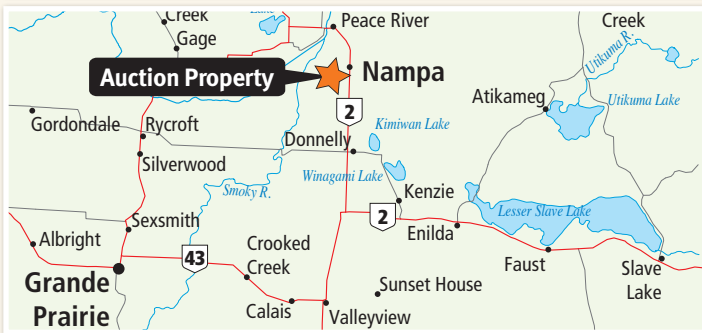 Creek
Gage
Lake
Peace River
Creek
Auction Property
Nampa
Utikuma R.
Atikameg
Utikuma Lake
2
Gordondale
Rycroft
Kimiwan Lake
Donnelly
Silverwood
Winagami Lake
Smoky R.
Kenzie
Lesser Slave Lake
2
Sexsmith
Enilda
Albright
43
Crooked
Creek
Faust
Slave
Lake
Grande
Prairie
Sunset House
Calais
Valleyview